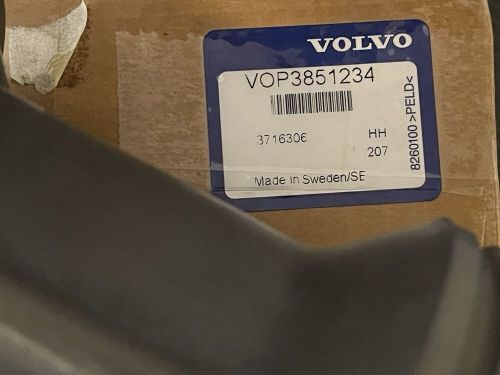 VOLVO
VOP3851234
3716306
HH
207
Made in Sweden/SE
8260100 >PELD<